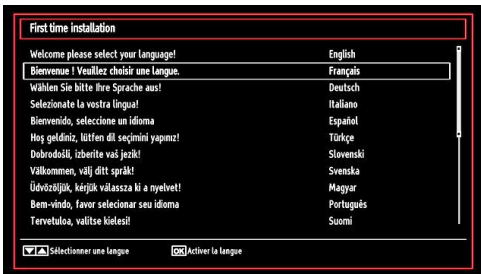 First time installation
Welcome please select your language! English
Bienvenue ! Veuillez choisir une langue. Français
Wählen Sie bitte Ihre Sprache aus! Deutsch
Selezionate la vostra lingua! Italiano
Bienvenido, seleccione un idioma Español
Hoş geldiniz, lütfen dil seçimini yapınız! Türkçe
Dobrodošli, izberite vaš jezik! Slovenski
Välkommen, välj ditt språk! Svenska
Üdvözöljük, kérjük válassza ki a nyelvet! Magyar
Bem-vindo, favor selecionar seu idioma Português
Tervetuloa, valitse kielesi! Suomi
Sélectionner une langue OK Activer la langue